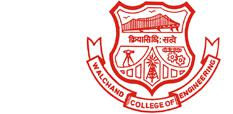 क्रियासिद्धिः सत्वे
WALCHAND COLLEGE OF ENGINEERING